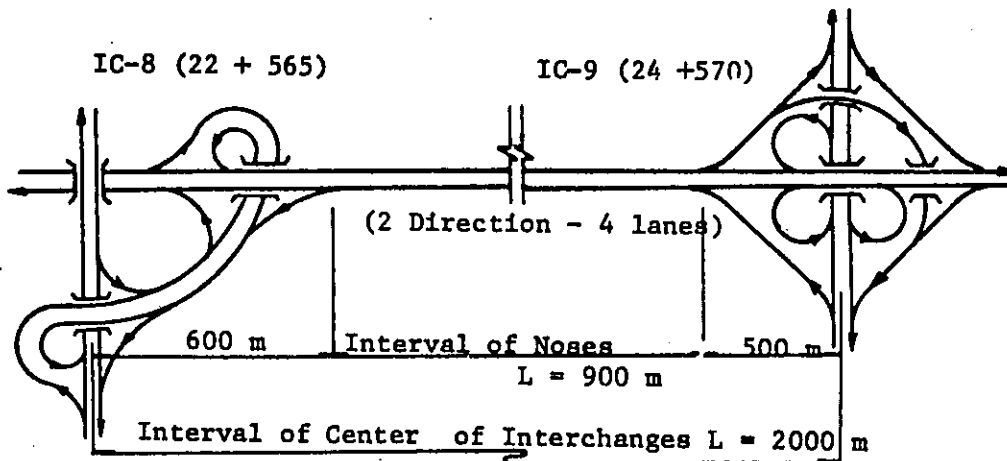 IC-8 (22 + 565)
IC-9 (24 +570)
(2 Direction - 4 lanes)
600 m
Interval of Noses
500 m
L = 900 m
Interval of Center of Interchanges L = 2000 m